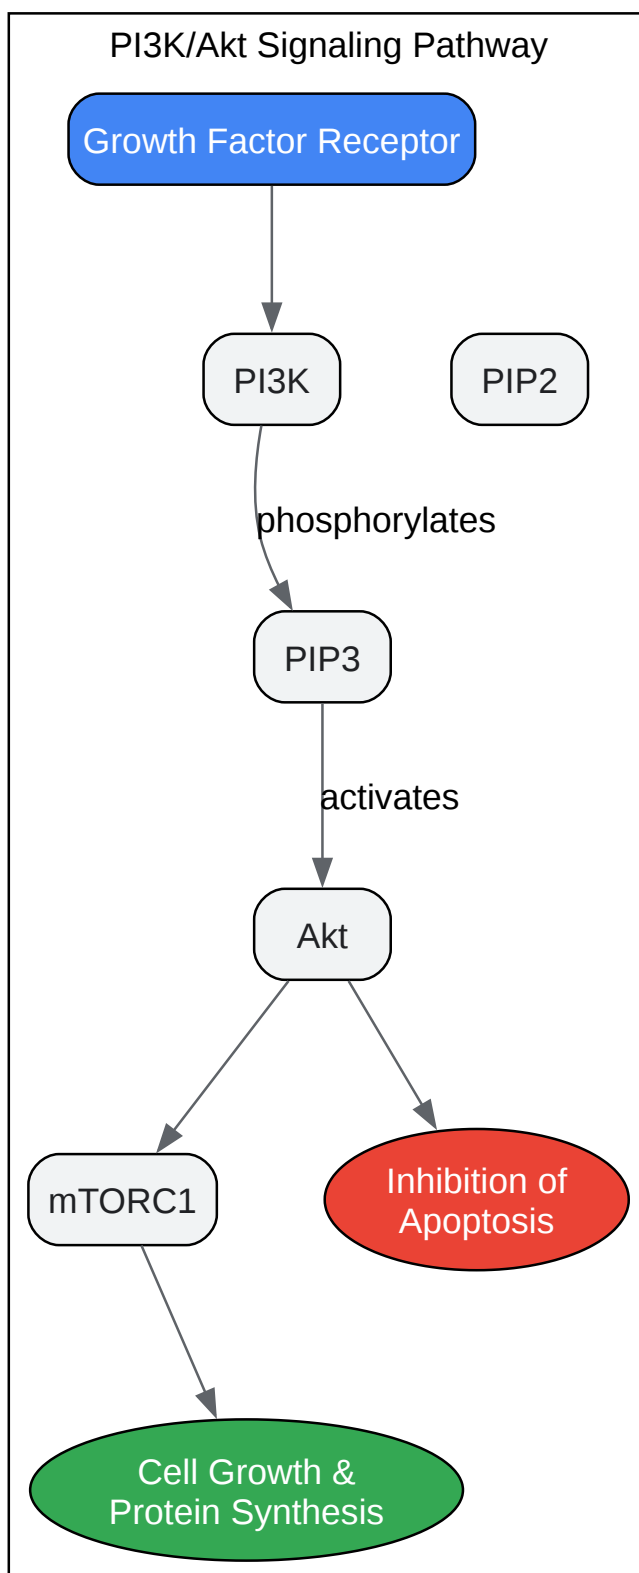 PI3K/Akt Signaling Pathway
Growth Factor Receptor
PI3K
PIP2
phosphorylates
PIP3
activates
Akt
mTORC1
Inhibition of
Apoptosis
Cell Growth &
Protein Synthesis